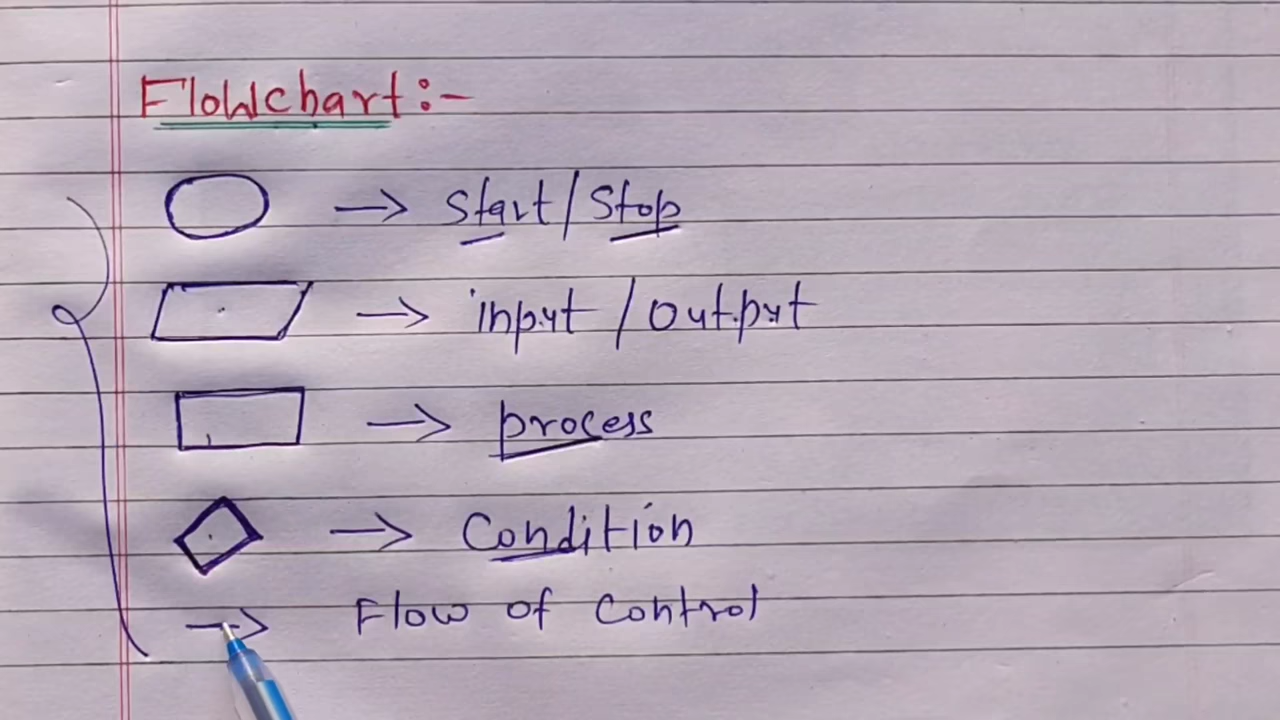 Flowchart:-
→ Start/Stop
→ input/output
→ process
→ Condition
→ Flow of control